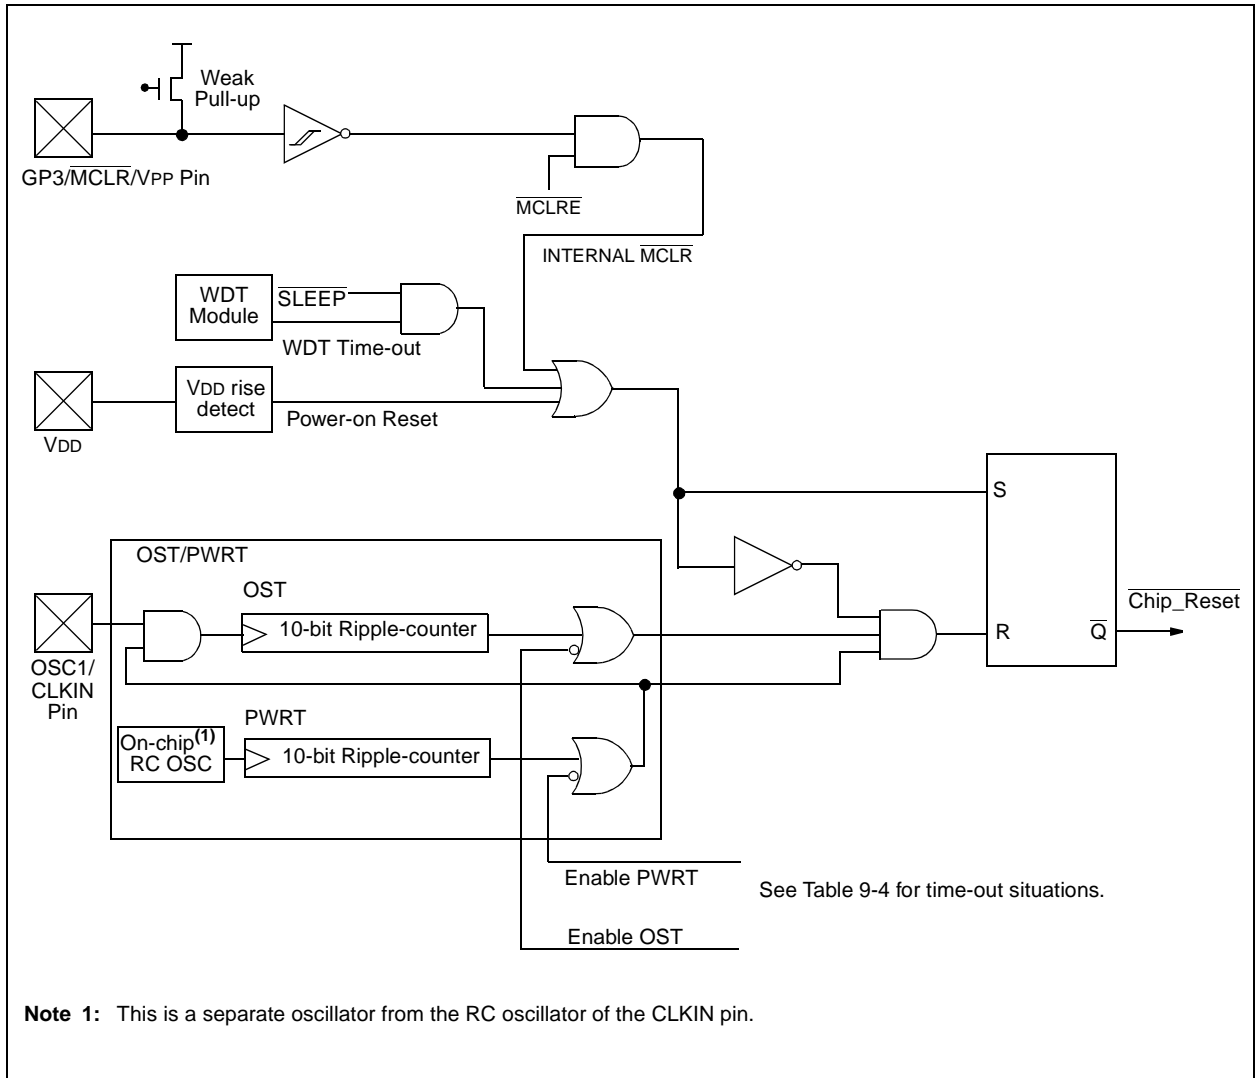 Weak
Pull-up
GP3/MCLR/VPP Pin
MCLRE
INTERNAL MCLR
WDT
Module
SLEEP
WDT Time-out
VDD rise
detect
Power-on Reset
VDD
S
OST/PWRT
OST
10-bit Ripple-counter
Chip_Reset
R
Q
OSC1/
CLKIN
Pin
PWRT
On-chip(1)
RC OSC
10-bit Ripple-counter
Enable PWRT
See Table 9-4 for time-out situations.
Enable OST
Note 1: This is a separate oscillator from the RC oscillator of the CLKIN pin.